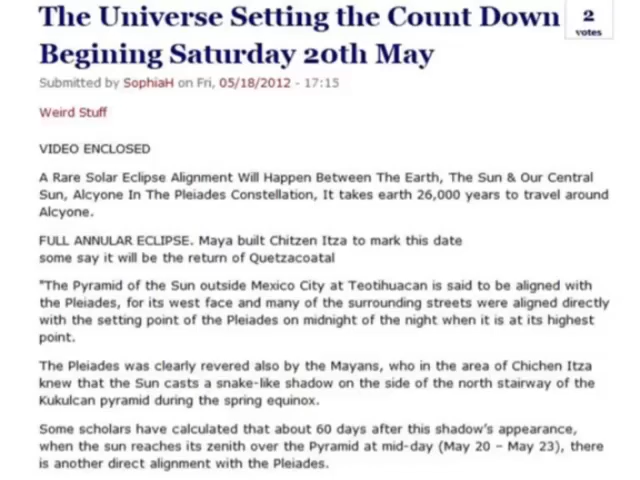 The Universe Setting the Count Down
2
votes
Begining Saturday 20th May
Submitted by SophiaH on Fri, 05/18/2012 - 17:15
Weird Stuff
VIDEO ENCLOSED
A Rare Solar Eclipse Alignment Will Happen Between The Earth, The Sun & Our Central
Sun, Alcyone In The Pleiades Constellation, It takes earth 26,000 years to travel around
Alcyone.
FULL ANNULAR ECLIPSE. Maya built Chitzen Itza to mark this date
some say it will be the return of Quetzacoatal
"The Pyramid of the Sun outside Mexico City at Teotihuacan is said to be aligned with
the Pleiades, for its west face and many of the surrounding streets were aligned directly
with the setting point of the Pleiades on midnight of the night when it is at its highest
point.
The Pleiades was clearly revered also by the Mayans, who in the area of Chichen Itza
knew that the Sun casts a snake-like shadow on the side of the north stairway of the
Kukulcan pyramid during the spring equinox.
Some scholars have calculated that about 60 days after this shadow's appearance,
when the sun reaches its zenith over the Pyramid at mid-day (May 20 – May 23), there
is another direct alignment with the Pleiades.